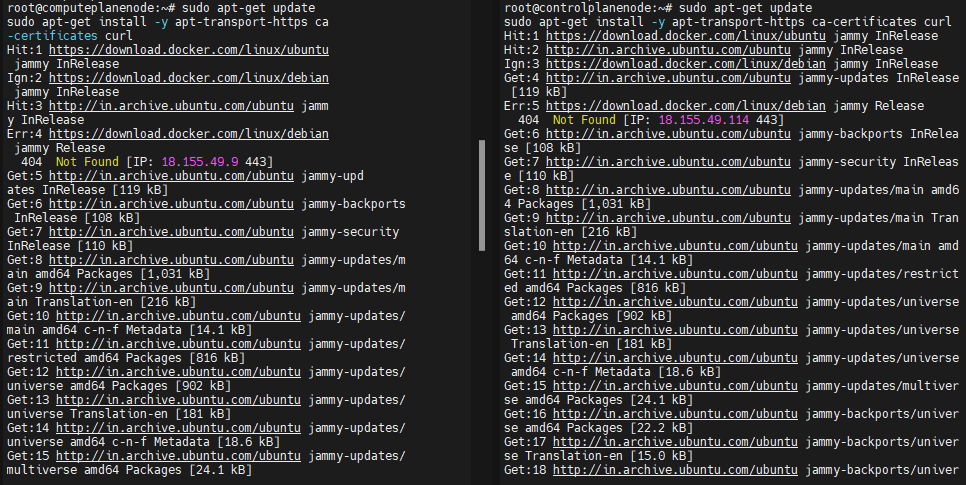 root@computeplanenode:~# sudo apt-get update
sudo apt-get install -y apt-transport-https ca
-certificates curl
Hit:1 https://download.docker.com/linux/ubuntu
 jammy InRelease
Ign:2 https://download.docker.com/linux/debian
 jammy InRelease
Hit:3 http://in.archive.ubuntu.com/ubuntu jamm
y InRelease
Err:4 https://download.docker.com/linux/debian
 jammy Release
  404  Not Found [IP: 18.155.49.9 443]
Get:5 http://in.archive.ubuntu.com/ubuntu jammy-upd
ates InRelease [119 kB]
Get:6 http://in.archive.ubuntu.com/ubuntu jammy-backports
 InRelease [108 kB]
Get:7 http://in.archive.ubuntu.com/ubuntu jammy-security
InRelease [110 kB]
Get:8 http://in.archive.ubuntu.com/ubuntu jammy-updates/m
ain amd64 Packages [1,031 kB]
Get:9 http://in.archive.ubuntu.com/ubuntu jammy-updates/m
ain Translation-en [216 kB]
Get:10 http://in.archive.ubuntu.com/ubuntu jammy-updates/
main amd64 c-n-f Metadata [14.1 kB]
Get:11 http://in.archive.ubuntu.com/ubuntu jammy-updates/
restricted amd64 Packages [816 kB]
Get:12 http://in.archive.ubuntu.com/ubuntu jammy-updates/
universe amd64 Packages [902 kB]
Get:13 http://in.archive.ubuntu.com/ubuntu jammy-updates/
universe Translation-en [181 kB]
Get:14 http://in.archive.ubuntu.com/ubuntu jammy-updates/
universe amd64 c-n-f Metadata [18.6 kB]
Get:15 http://in.archive.ubuntu.com/ubuntu jammy-updates/
multiverse amd64 Packages [24.1 kB]
root@controlplanenode:~# sudo apt-get update
sudo apt-get install -y apt-transport-https ca-certificates curl
Hit:1 https://download.docker.com/linux/ubuntu jammy InRelease
Hit:2 http://in.archive.ubuntu.com/ubuntu jammy InRelease
Ign:3 https://download.docker.com/linux/debian jammy InRelease
Get:4 http://in.archive.ubuntu.com/ubuntu jammy-updates InRelease
 [119 kB]
Err:5 https://download.docker.com/linux/debian jammy Release
  404  Not Found [IP: 18.155.49.114 443]
Get:6 http://in.archive.ubuntu.com/ubuntu jammy-backports InRelea
se [108 kB]
Get:7 http://in.archive.ubuntu.com/ubuntu jammy-security InReleas
e [110 kB]
Get:8 http://in.archive.ubuntu.com/ubuntu jammy-updates/main amd6
4 Packages [1,031 kB]
Get:9 http://in.archive.ubuntu.com/ubuntu jammy-updates/main Tran
slation-en [216 kB]
Get:10 http://in.archive.ubuntu.com/ubuntu jammy-updates/main amd
64 c-n-f Metadata [14.1 kB]
Get:11 http://in.archive.ubuntu.com/ubuntu jammy-updates/restrict
ed amd64 Packages [816 kB]
Get:12 http://in.archive.ubuntu.com/ubuntu jammy-updates/universe
 amd64 Packages [902 kB]
Get:13 http://in.archive.ubuntu.com/ubuntu jammy-updates/universe
 Translation-en [181 kB]
Get:14 http://in.archive.ubuntu.com/ubuntu jammy-updates/universe
 amd64 c-n-f Metadata [18.6 kB]
Get:15 http://in.archive.ubuntu.com/ubuntu jammy-updates/multiver
se amd64 Packages [24.1 kB]
Get:16 http://in.archive.ubuntu.com/ubuntu jammy-backports/univer
se amd64 Packages [22.2 kB]
Get:17 http://in.archive.ubuntu.com/ubuntu jammy-backports/univer
se Translation-en [15.0 kB]
Get:18 http://in.archive.ubuntu.com/ubuntu jammy-backports/univer